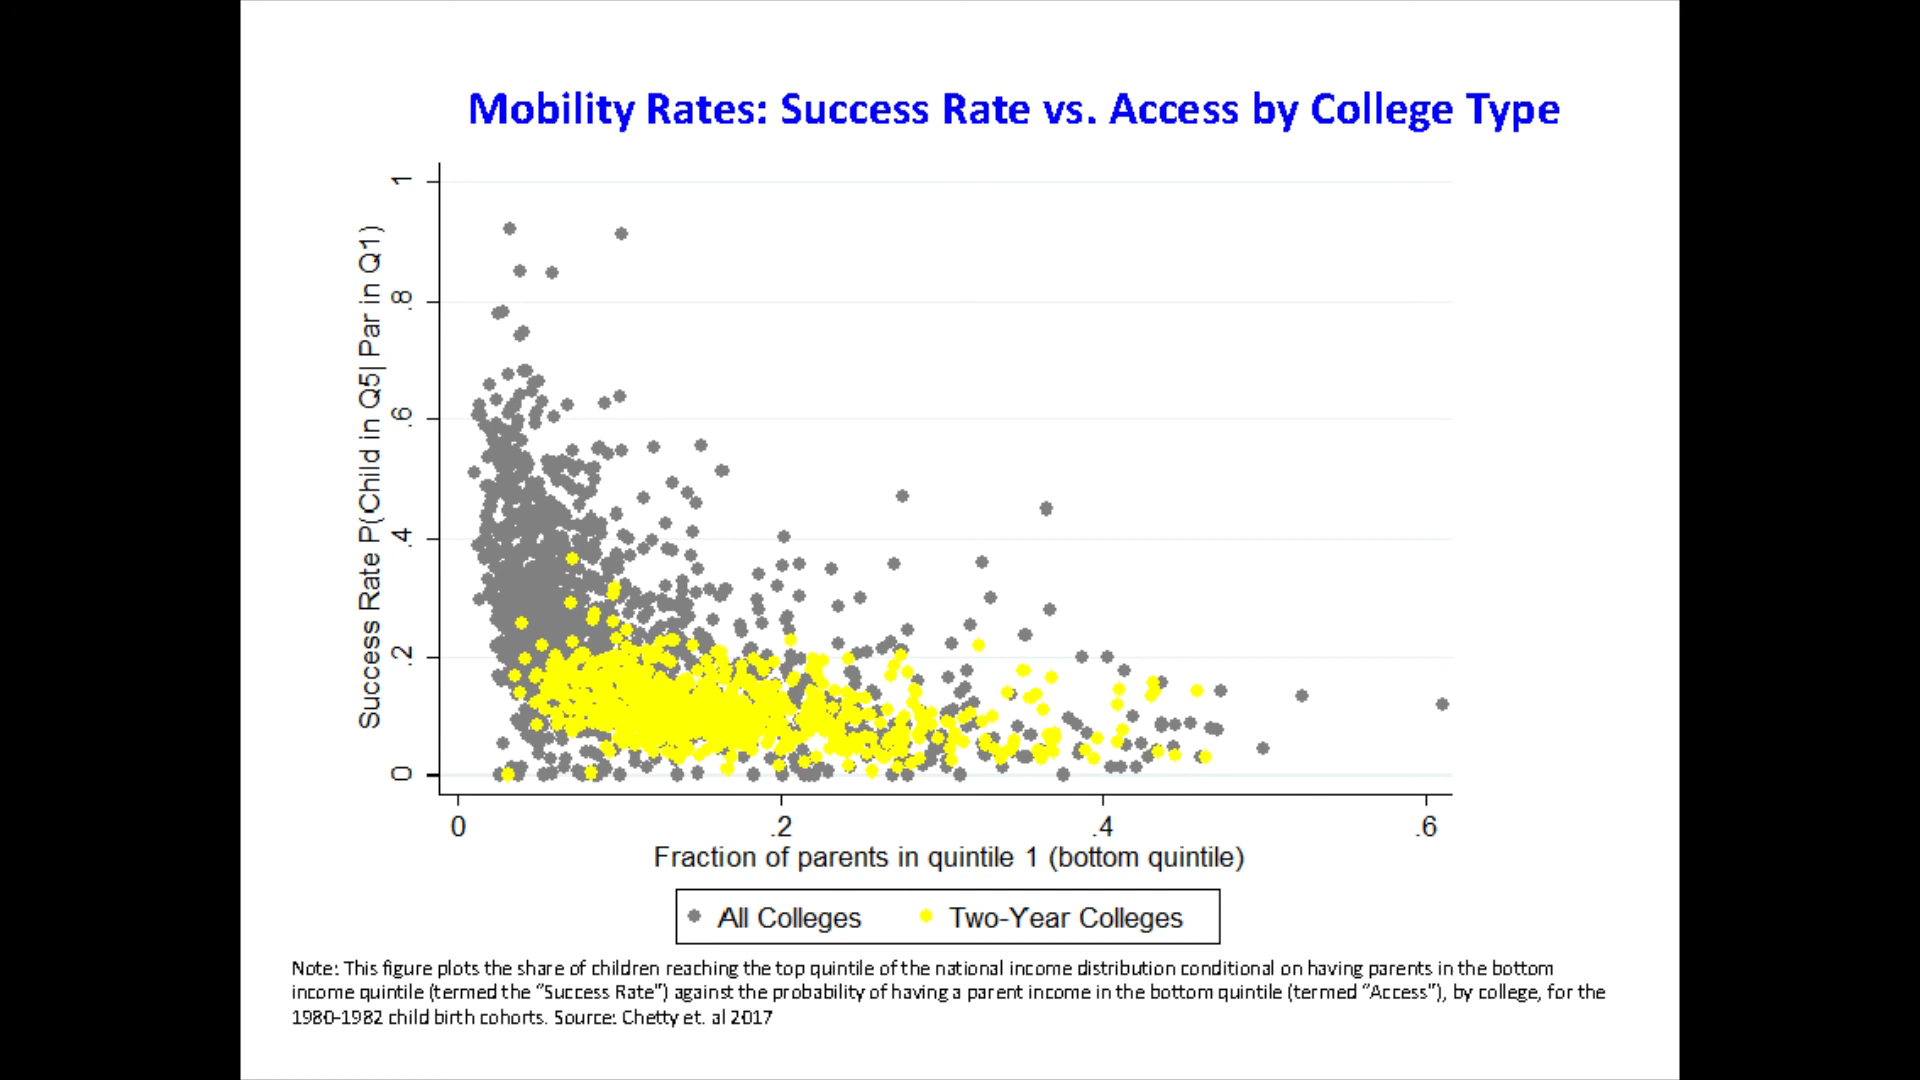 Mobility Rates: Success Rate vs. Access by College Type
Success Rate P(Child in Q5| Par in Q1)
1
.8
.6
.4
.2
0
0 .2 .4 .6
Fraction of parents in quintile 1 (bottom quintile)
All Colleges Two-Year Colleges
Note: This figure plots the share of children reaching the top quintile of the national income distribution conditional on having parents in the bottom
income quintile (termed the “Success Rate”) against the probability of having a parent income in the bottom quintile (termed “Access”), by college, for the
1980-1982 child birth cohorts. Source: Chetty et. al 2017